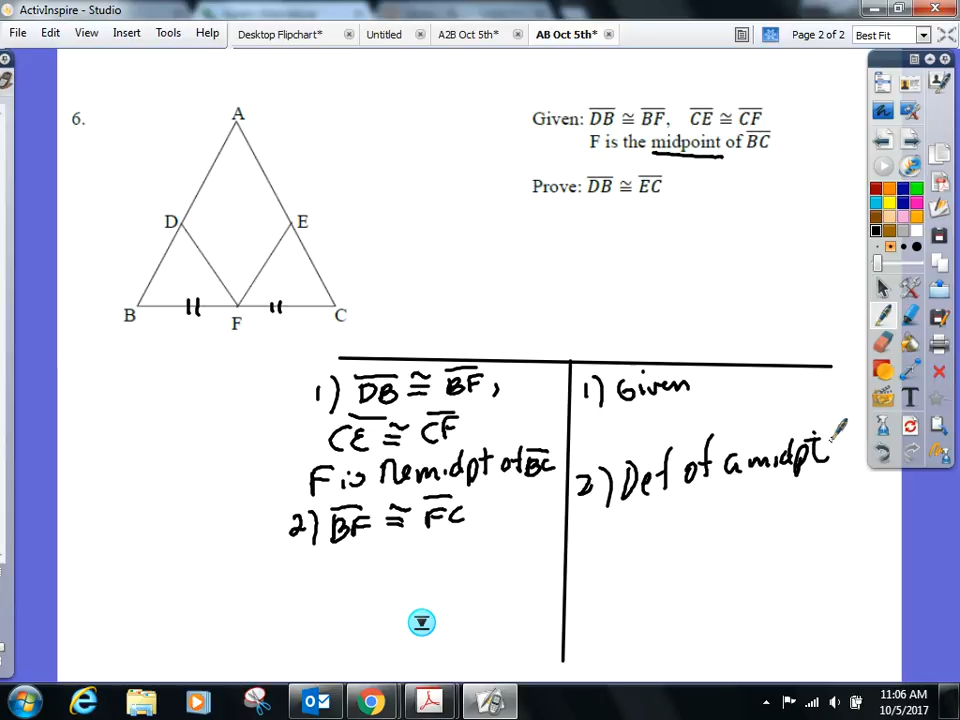 ActivInspire - Studio
File Edit View Insert Tools Help
Desktop Flipchart* Untitled A2B Oct 5th* AB Oct 5th*
Page 2 of 2 Best Fit
6.
A
D E
B F C
Given: DB ≅ BF, CE ≅ CF
F is the midpoint of BC
Prove: DB ≅ EC
1) DB ≅ BF,
CE ≅ CF
F is the midpt of BC
2) BF ≅ FC
1) Given
2) Def of a midpt
11:06 AM
10/5/2017